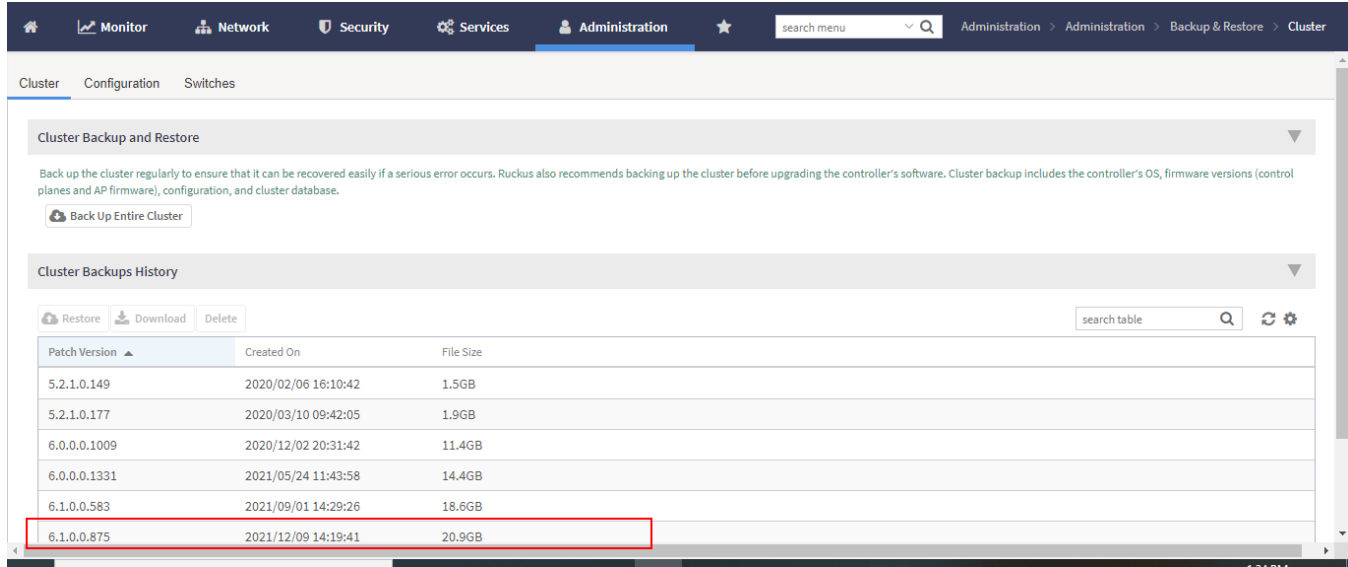 Monitor Network Security Services Administration search menu Administration > Administration > Backup & Restore > Cluster
Cluster Configuration Switches
Cluster Backup and Restore
Back up the cluster regularly to ensure that it can be recovered easily if a serious error occurs. Ruckus also recommends backing up the cluster before upgrading the controller's software. Cluster backup includes the controller's OS, firmware versions (control
planes and AP firmware), configuration, and cluster database.
Back Up Entire Cluster
Cluster Backups History
Restore Download Delete search table
Patch Version Created On File Size
5.2.1.0.149 2020/02/06 16:10:42 1.5GB
5.2.1.0.177 2020/03/10 09:42:05 1.9GB
6.0.0.0.1009 2020/12/02 20:31:42 11.4GB
6.0.0.0.1331 2021/05/24 11:43:58 14.4GB
6.1.0.0.583 2021/09/01 14:29:26 18.6GB
6.1.0.0.875 2021/12/09 14:19:41 20.9GB